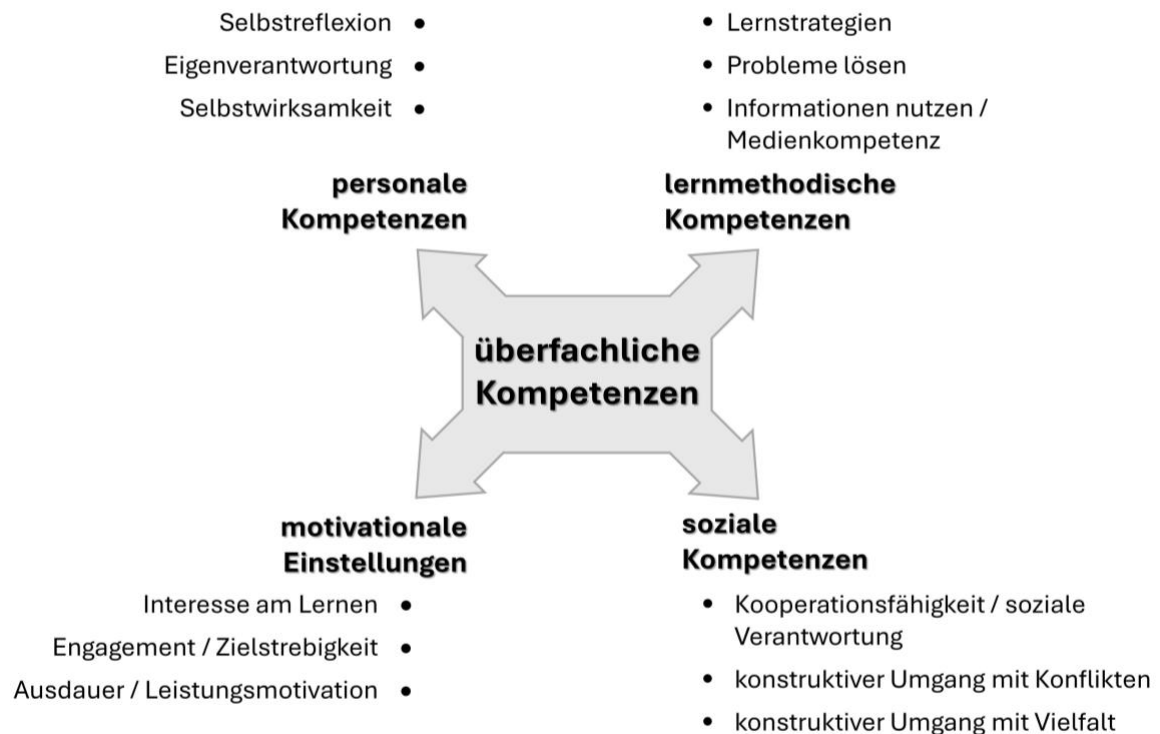 Selbstreflexion •
Eigenverantwortung •
Selbstwirksamkeit •
personale
Kompetenzen
• Lernstrategien
• Probleme lösen
• Informationen nutzen /
Medienkompetenz
lernmethodische
Kompetenzen
überfachliche
Kompetenzen
motivationale
Einstellungen
Interesse am Lernen •
Engagement / Zielstrebigkeit •
Ausdauer / Leistungsmotivation •
soziale
Kompetenzen
• Kooperationsfähigkeit / soziale
Verantwortung
• konstruktiver Umgang mit Konflikten
• konstruktiver Umgang mit Vielfalt